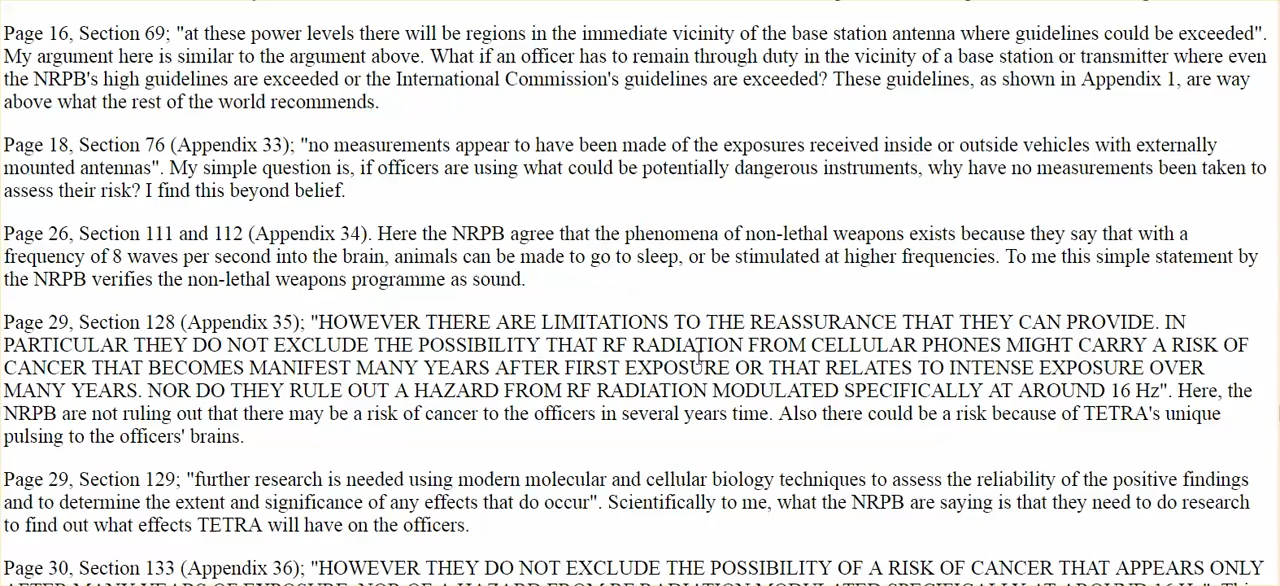 Page 16, Section 69; "at these power levels there will be regions in the immediate vicinity of the base station antenna where guidelines could be exceeded".
My argument here is similar to the argument above. What if an officer has to remain through duty in the vicinity of a base station or transmitter where even
the NRPB's high guidelines are exceeded or the International Commission's guidelines are exceeded? These guidelines, as shown in Appendix 1, are way
above what the rest of the world recommends.
Page 18, Section 76 (Appendix 33); "no measurements appear to have been made of the exposures received inside or outside vehicles with externally
mounted antennas". My simple question is, if officers are using what could be potentially dangerous instruments, why have no measurements been taken to
assess their risk? I find this beyond belief.
Page 26, Section 111 and 112 (Appendix 34). Here the NRPB agree that the phenomena of non-lethal weapons exists because they say that with a
frequency of 8 waves per second into the brain, animals can be made to go to sleep, or be stimulated at higher frequencies. To me this simple statement by
the NRPB verifies the non-lethal weapons programme as sound.
Page 29, Section 128 (Appendix 35); "HOWEVER THERE ARE LIMITATIONS TO THE REASSURANCE THAT THEY CAN PROVIDE. IN
PARTICULAR THEY DO NOT EXCLUDE THE POSSIBILITY THAT RF RADIATION FROM CELLULAR PHONES MIGHT CARRY A RISK OF
CANCER THAT BECOMES MANIFEST MANY YEARS AFTER FIRST EXPOSURE OR THAT RELATES TO INTENSE EXPOSURE OVER
MANY YEARS. NOR DO THEY RULE OUT A HAZARD FROM RF RADIATION MODULATED SPECIFICALLY AT AROUND 16 Hz". Here, the
NRPB are not ruling out that there may be a risk of cancer to the officers in several years time. Also there could be a risk because of TETRA's unique
pulsing to the officers' brains.
Page 29, Section 129; "further research is needed using modern molecular and cellular biology techniques to assess the reliability of the positive findings
and to determine the extent and significance of any effects that do occur". Scientifically to me, what the NRPB are saying is that they need to do research
to find out what effects TETRA will have on the officers.
Page 30, Section 133 (Appendix 36); "HOWEVER THEY DO NOT EXCLUDE THE POSSIBILITY OF A RISK OF CANCER THAT APPEARS ONLY
AFTER MANY YEARS OF EXPOSURE, NOR OF A HAZARD FROM RF RADIATION MODULATED SPECIFICALLY AT AROUND